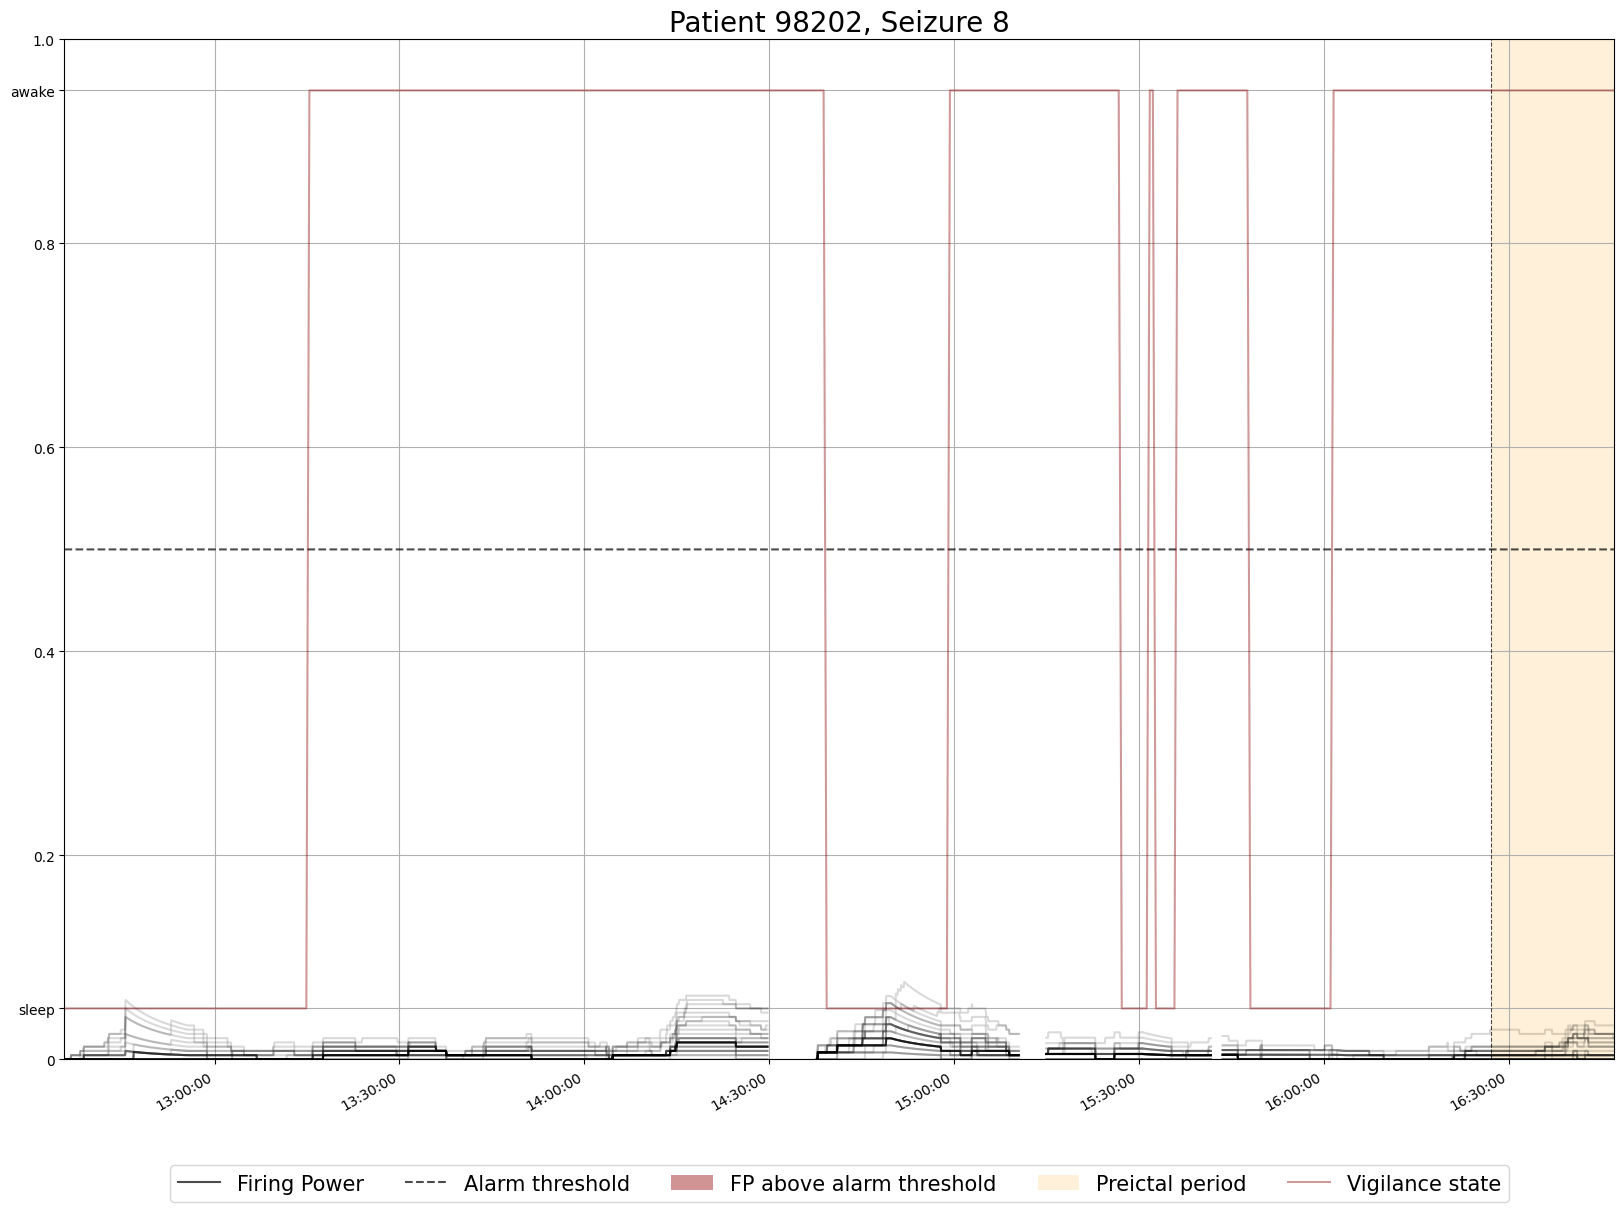 Patient 98202, Seizure 8
1.0
awake
0.8
0.6
0.4
0.2
sleep
0
13:00:00
13:30:00
14:00:00
14:30:00
15:00:00
15:30:00
16:00:00
16:30:00
Firing Power
Alarm threshold
FP above alarm threshold
Preictal period
Vigilance state